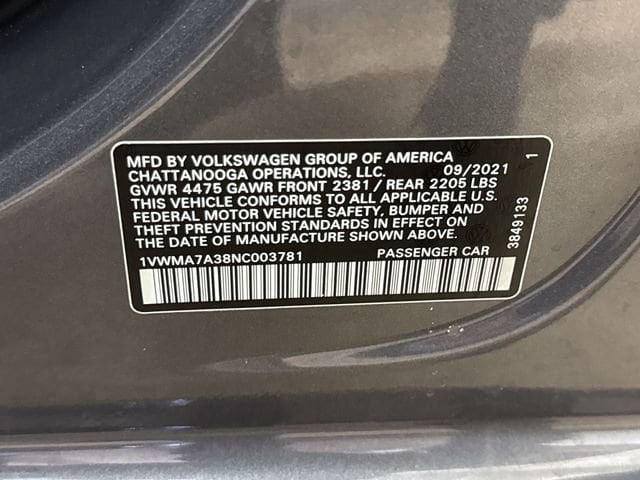 MFD BY VOLKSWAGEN GROUP OF AMERICA
CHATTANOOGA OPERATIONS, LLC. 09/2021
GVWR 4475 GAWR FRONT 2381 / REAR 2205 LBS
THIS VEHICLE CONFORMS TO ALL APPLICABLE U.S.
FEDERAL MOTOR VEHICLE SAFETY, BUMPER AND
THEFT PREVENTION STANDARDS IN EFFECT ON
THE DATE OF MANUFACTURE SHOWN ABOVE.
1VWMA7A38NC003781 PASSENGER CAR
3849133 1